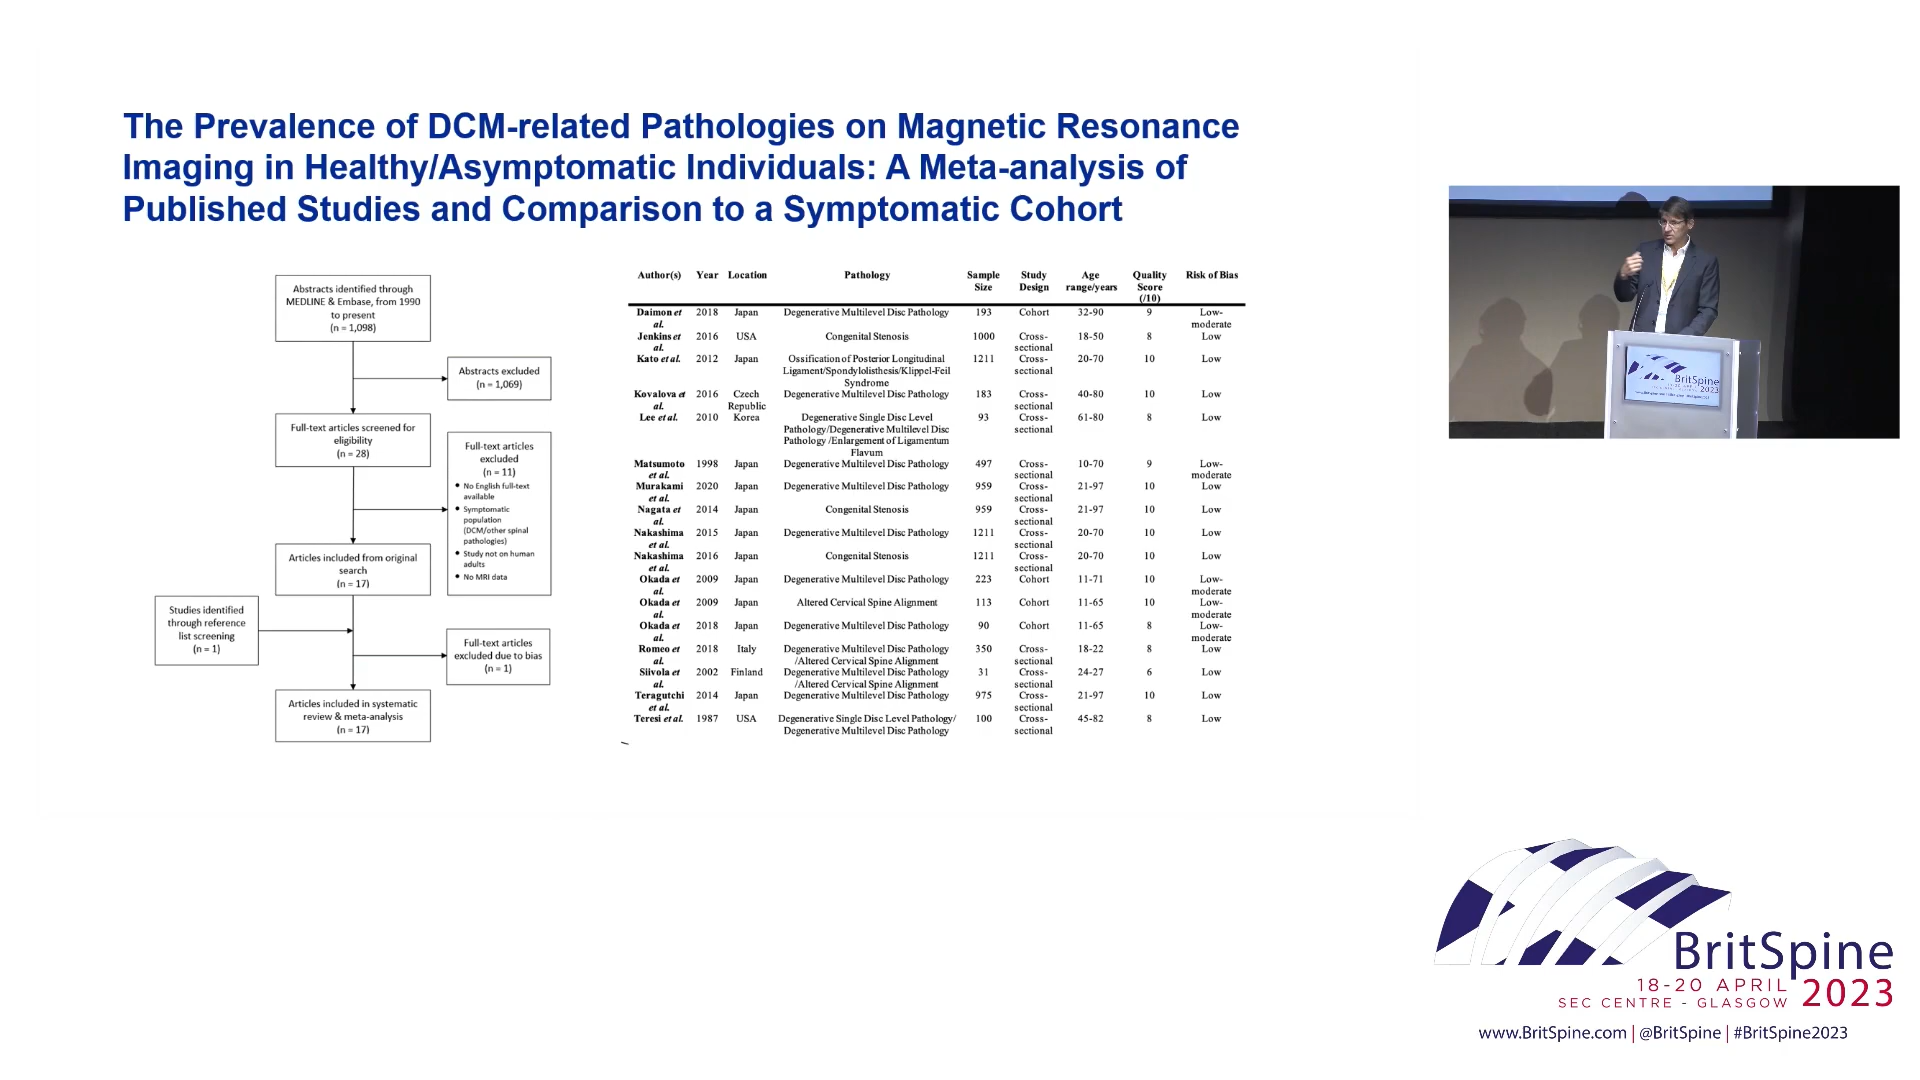 The Prevalence of DCM-related Pathologies on Magnetic Resonance
Imaging in Healthy/Asymptomatic Individuals: A Meta-analysis of
Published Studies and Comparison to a Symptomatic Cohort
Abstracts identified through
MEDLINE & Embase, from 1990
to present
(n = 1,098)
Abstracts excluded
(n = 1,069)
Full-text articles screened for
eligibility
(n = 28)
Full-text articles
excluded
(n = 11)
• No English full-text
available
• Symptomatic
population
(DCM/other spinal
pathologies)
• Study not on human
adults
• No MRI data
Articles included from original
search
(n = 17)
Studies identified
through reference
list screening
(n = 1)
Full-text articles
excluded due to bias
(n = 1)
Articles included in systematic
review & meta-analysis
(n = 17)
Author(s) Year Location Pathology Sample Study Age Quality Risk of Bias
Size Design range/years Score
(/10)
Daimon et 2018 Japan Degenerative Multilevel Disc Pathology 193 Cohort 32-90 9 Low-
al. moderate
Jenkins et 2016 USA Congenital Stenosis 1000 Cross- 18-50 8 Low
al. sectional
Kato et al. 2012 Japan Ossification of Posterior Longitudinal 1211 Cross- 20-70 10 Low
Ligament/Spondylolisthesis/Klippel-Feil sectional
Syndrome
Kovalova et 2016 Czech Degenerative Multilevel Disc Pathology 183 Cross- 40-80 10 Low
al. Republic sectional
Lee et al. 2010 Korea Degenerative Single Disc Level 93 Cross- 61-80 8 Low
Pathology/Degenerative Multilevel Disc sectional
Pathology /Enlargement of Ligamentum
Flavum
Matsumoto 1998 Japan Degenerative Multilevel Disc Pathology 497 Cross- 10-70 9 Low-
et al. sectional moderate
Murakami 2020 Japan Degenerative Multilevel Disc Pathology 959 Cross- 21-97 10 Low
et al. sectional
Nagata et 2014 Japan Congenital Stenosis 959 Cross- 21-97 10 Low
al. sectional
Nakashima 2015 Japan Degenerative Multilevel Disc Pathology 1211 Cross- 20-70 10 Low
et al. sectional
Nakashima 2016 Japan Congenital Stenosis 1211 Cross- 20-70 10 Low
et al. sectional
Okada et 2009 Japan Degenerative Multilevel Disc Pathology 223 Cohort 11-71 10 Low-
al. moderate
Okada et 2009 Japan Altered Cervical Spine Alignment 113 Cohort 11-65 10 Low-
al. moderate
Okada et 2018 Japan Degenerative Multilevel Disc Pathology 90 Cohort 11-65 8 Low-
al. moderate
Romeo et 2018 Italy Degenerative Multilevel Disc Pathology 350 Cross- 18-22 8 Low
al. /Altered Cervical Spine Alignment sectional
Siivola et 2002 Finland Degenerative Multilevel Disc Pathology 31 Cross- 24-27 6 Low
al. /Altered Cervical Spine Alignment sectional
Teragutchi 2014 Japan Degenerative Multilevel Disc Pathology 975 Cross- 21-97 10 Low
et al. sectional
Teresi et al. 1987 USA Degenerative Single Disc Level Pathology/ 100 Cross- 45-82 8 Low
Degenerative Multilevel Disc Pathology sectional
BritSpine
2023
BritSpine
18-20 APRIL 2023
SEC CENTRE - GLASGOW
www.BritSpine.com | @BritSpine | #BritSpine2023